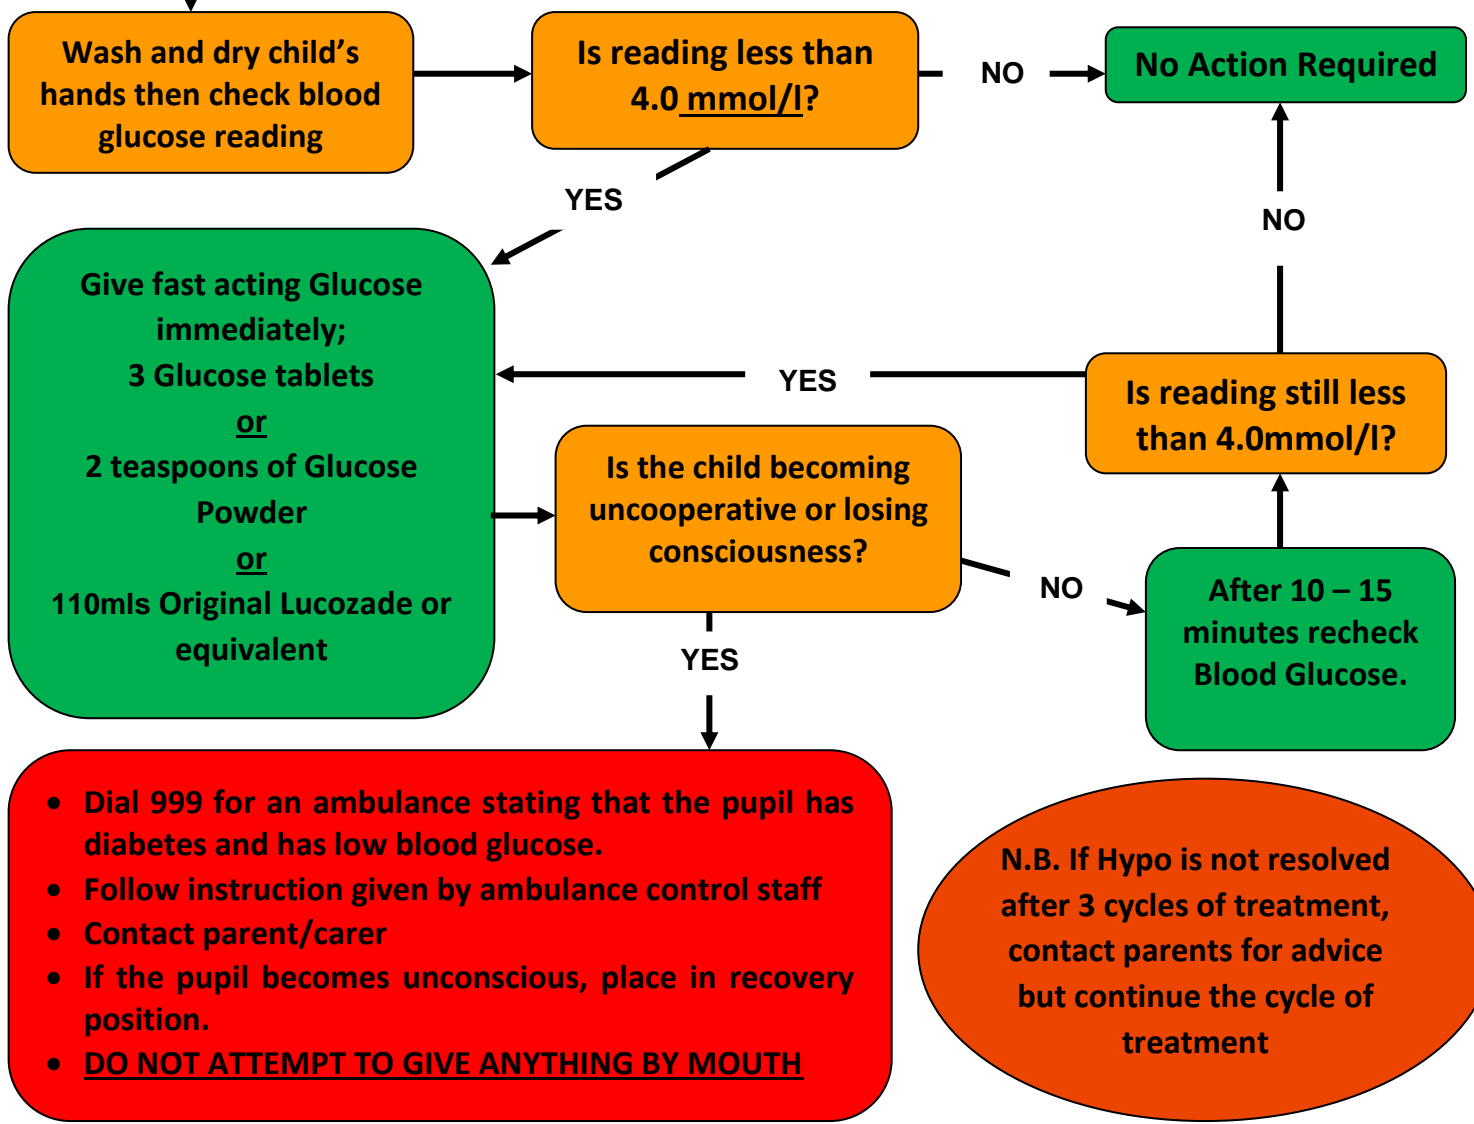 Wash and dry child’s
hands then check blood
glucose reading
Is reading less than
4.0 mmol/l?
NO
No Action Required
YES
NO
Give fast acting Glucose
immediately;
3 Glucose tablets
or
2 teaspoons of Glucose
Powder
or
110mls Original Lucozade or
equivalent
YES
Is reading still less
than 4.0mmol/l?
Is the child becoming
uncooperative or losing
consciousness?
NO
After 10 – 15
minutes recheck
Blood Glucose.
YES
• Dial 999 for an ambulance stating that the pupil has
diabetes and has low blood glucose.
• Follow instruction given by ambulance control staff
• Contact parent/carer
• If the pupil becomes unconscious, place in recovery
position.
• DO NOT ATTEMPT TO GIVE ANYTHING BY MOUTH
N.B. If Hypo is not resolved
after 3 cycles of treatment,
contact parents for advice
but continue the cycle of
treatment